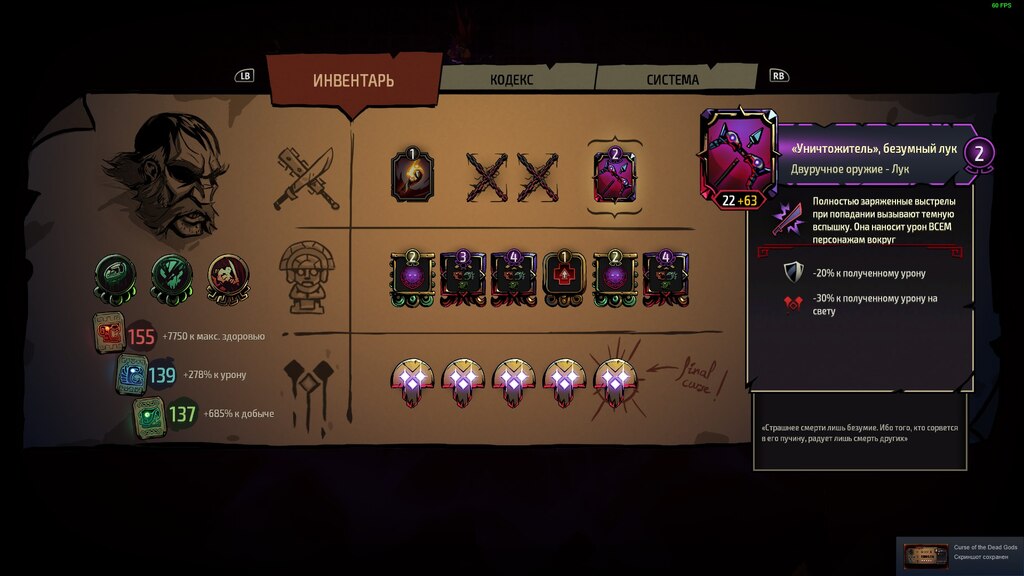 60 FPS
LB
ИНВЕНТАРЬ
КОДЕКС
СИСТЕМА
RB
1
2
22 +63
«Уничтожитель», безумный лук
Двуручное оружие - Лук
2
Полностью заряженные выстрелы
при попадании вызывают темную
вспышку. Она наносит урон ВСЕМ
персонажам вокруг
-20% к полученному урону
-30% к полученному урону на
свету
2
3
4
1
2
4
155 +7750 к макс. здоровью
139 +278% к урону
137 +685% к добыче
final
curse!
«Страшнее смерти лишь безумие. Ибо того, кто сорвется
в его пучину, радует лишь смерть других»
Curse of the Dead Gods
Скриншот сохранен